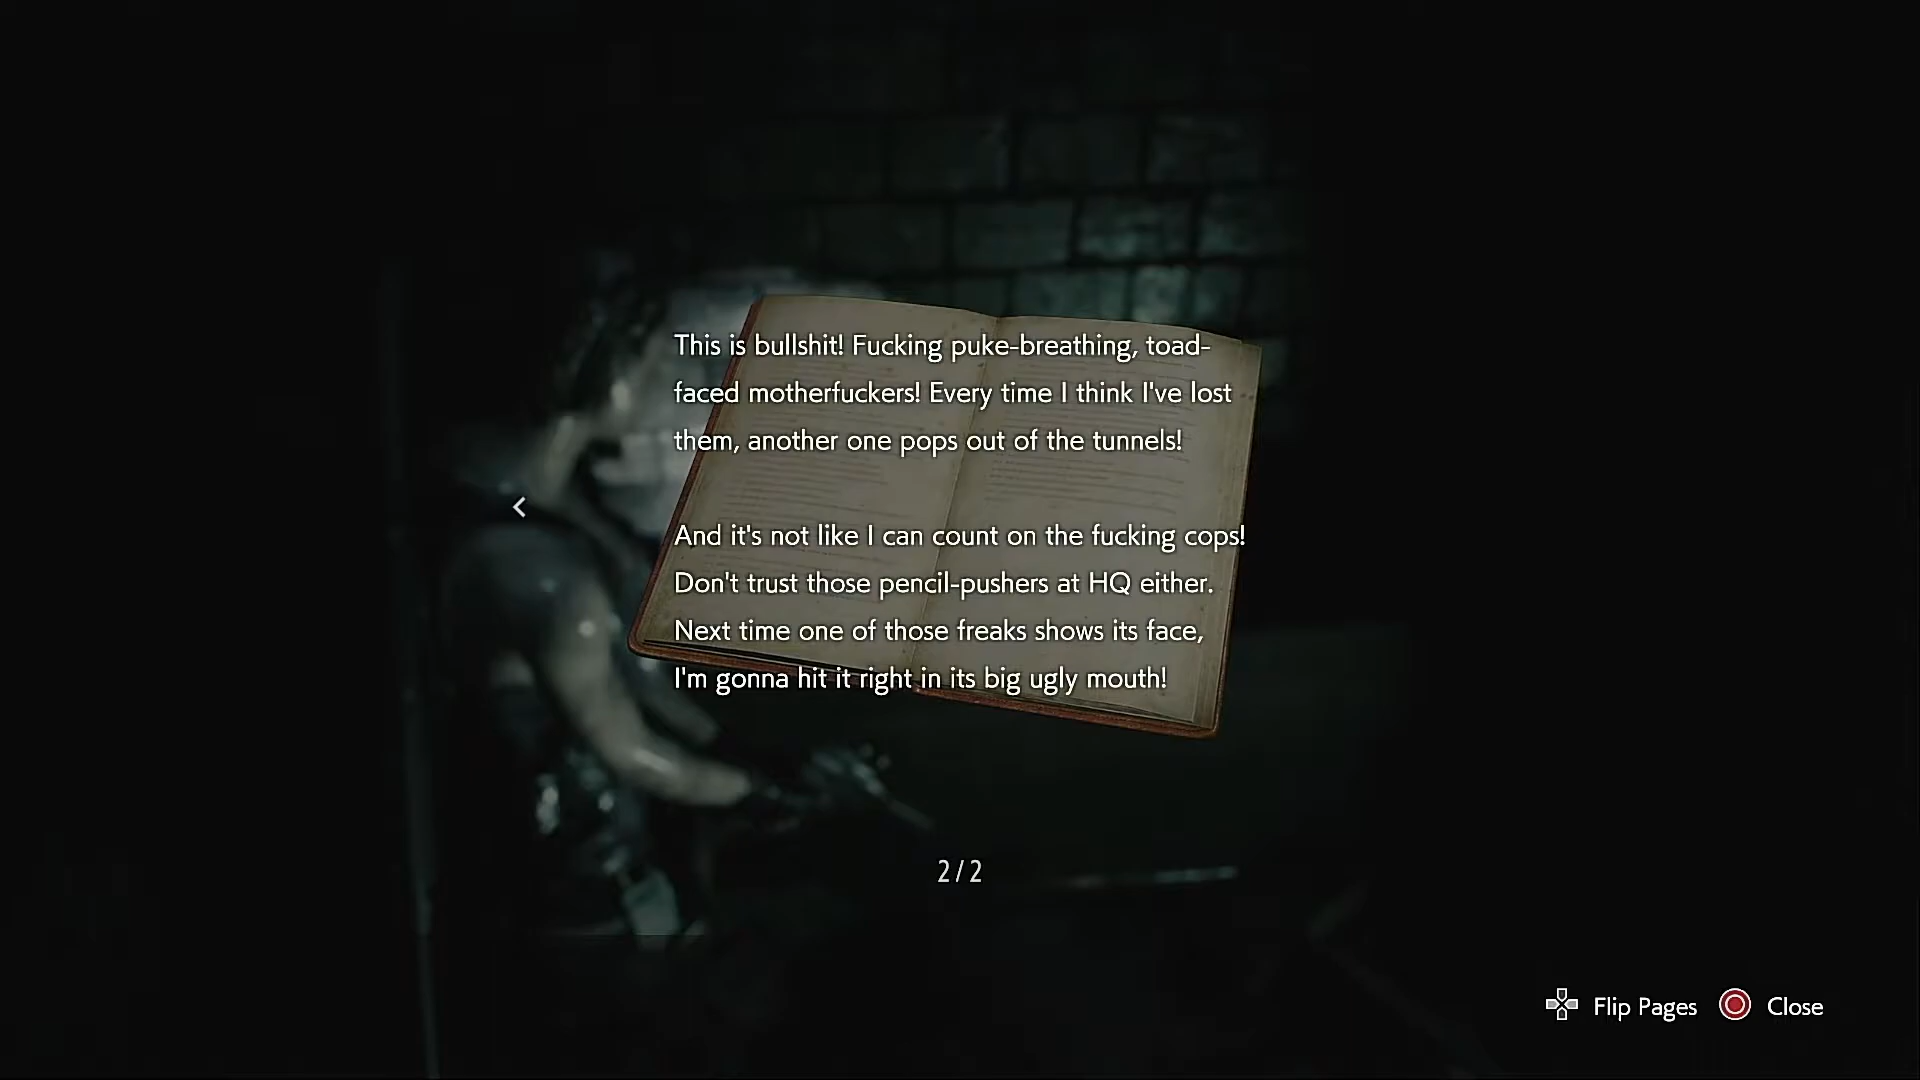 This is bullshit! Fucking puke-breathing, toad-
faced motherfuckers! Every time I think I've lost
them, another one pops out of the tunnels!
And it's not like I can count on the fucking cops!
Don't trust those pencil-pushers at HQ either.
Next time one of those freaks shows its face,
I'm gonna hit it right in its big ugly mouth!
2 / 2
Flip Pages Close